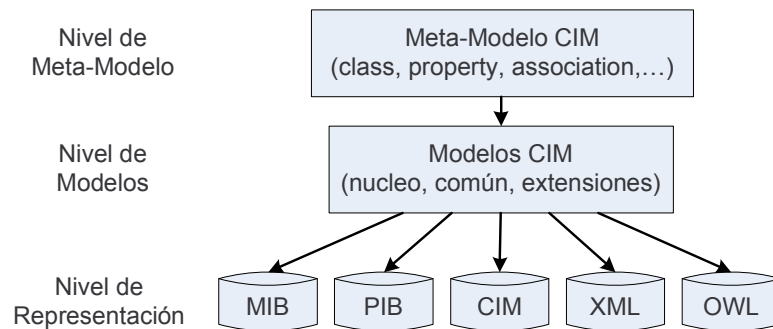 Nivel de
Meta-Modelo
Meta-Modelo CIM
(class, property, association,...)
Nivel de
Modelos
Modelos CIM
(nucleo, común, extensiones)
Nivel de
Representación
MIB
PIB
CIM
XML
OWL